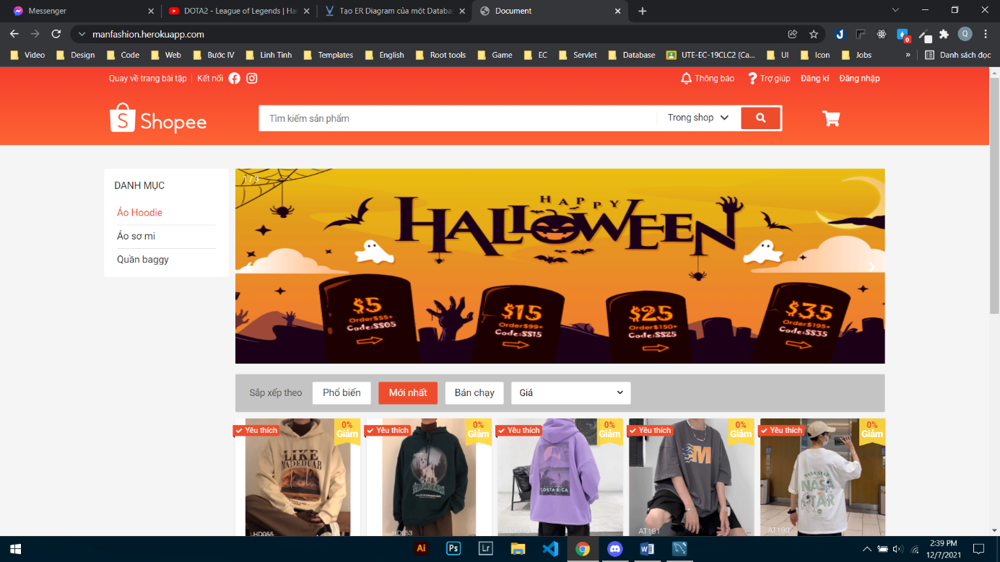 Messenger
DOTA2 - League of Legends | Ha
Tạo ER Diagram của một Databa
Document
manfashion.herokuapp.com
Video
Design
Code
Web
Bước IV
Linh Tinh
Templates
English
Root tools
Game
EC
Servlet
Database
UTE-EC-19CLC2 (Ca...
UI
Icon
Jobs
»
Danh sách đọc
Quay về trang bài tập
Kết nối
Thông báo
Trợ giúp
Đăng kí
Đăng nhập
Shopee
Tìm kiếm sản phẩm
Trong shop
DANH MỤC
Áo Hoodie
Áo sơ mi
Quần baggy
1 / 3
HAPPY
HALLOWEEN
$5
Order$55+
Code:SS05
$15
Order$99+
Code:SS15
$25
Order$150+
Code:SS25
$35
Order$195+
Code:SS35
Sắp xếp theo
Phổ biến
Mới nhất
Bán chạy
Giá
Yêu thích
0%
Giảm
LIKE
MADEDUAB
HD055
Yêu thích
0%
Giảm
HD053
Yêu thích
0%
Giảm
COSTA RICA
Yêu thích
0%
Giảm
M
AT191
Yêu thích
0%
Giảm
NASA STAR
NASA
STAR
AT190
Ai
Ps
Lr
2:39 PM
12/7/2021